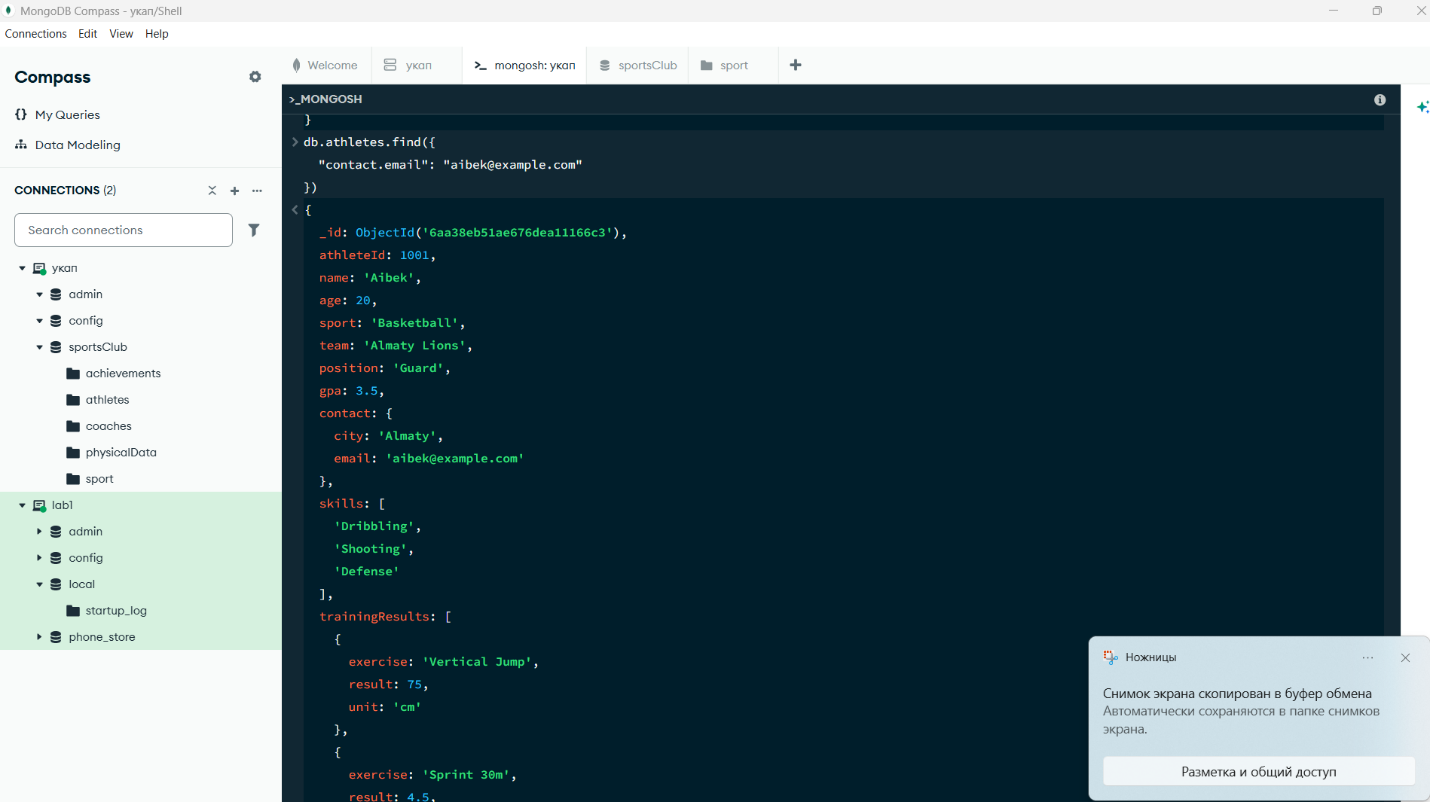 MongoDB Compass - укап/Shell
Connections Edit View Help
Compass
My Queries
Data Modeling
CONNECTIONS (2)
Search connections
укап
admin
config
sportsClub
achievements
athletes
coaches
physicalData
sport
lab1
admin
config
local
startup_log
phone_store
Welcome укап >_ mongosh: укап sportsClub sport +
>_MONGOSH
}
> db.athletes.find({
"contact.email": "aibek@example.com"
})
< {
_id: ObjectId('6aa38eb51ae676dea11166c3'),
athleteId: 1001,
name: 'Aibek',
age: 20,
sport: 'Basketball',
team: 'Almaty Lions',
position: 'Guard',
gpa: 3.5,
contact: {
city: 'Almaty',
email: 'aibek@example.com'
},
skills: [
'Dribbling',
'Shooting',
'Defense'
],
trainingResults: [
{
exercise: 'Vertical Jump',
result: 75,
unit: 'cm'
},
{
exercise: 'Sprint 30m',
result: 4.5,
Ножницы
Снимок экрана скопирован в буфер обмена
Автоматически сохраняются в папке снимков
экрана.
Разметка и общий доступ